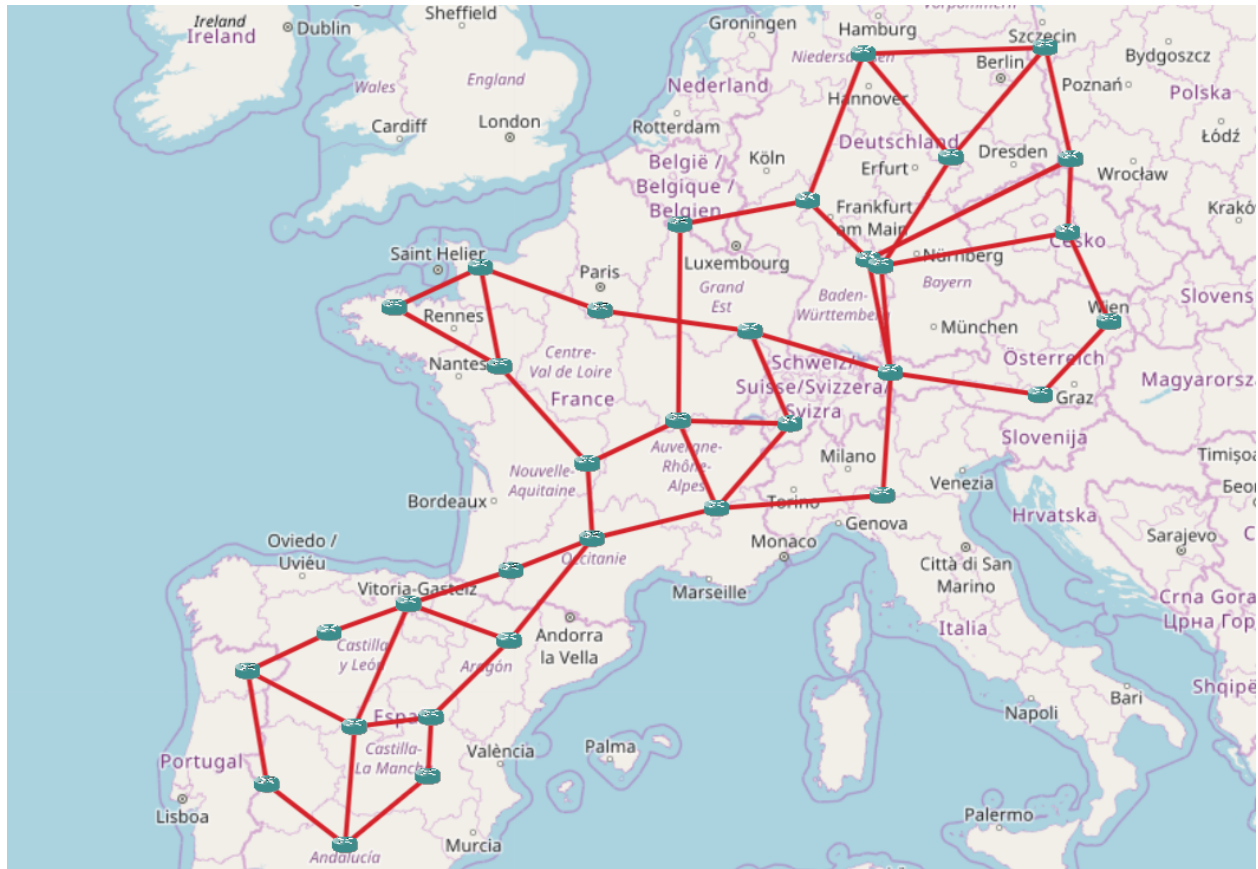 Vorpommern
Sheffield
Groningen
Hamburg
Szczecin
Ireland
Ireland
Dublin
Niedersachsen
Berlin
Bydgoszcz
Wales
England
Nederland
Hannover
Poznań
Polska
Cardiff
London
Rotterdam
Deutschland
Łódź
België /
Belgique /
Belgien
Köln
Erfurt
Dresden
Wrocław
Frankfurt
am Main
Kraków
Saint Helier
Paris
Luxembourg
Nürnberg
Česko
Grand
Est
Baden-
Württemberg
Bayern
Rennes
Wien
Slovens
München
Nantes
Centre-
Val de Loire
Schweiz/
Suisse/Svizzera/
Svizra
Österreich
Magyarorsza
France
Graz
Slovenija
Nouvelle-
Aquitaine
Auvergne-
Rhône-
Alpes
Milano
Timișoa
Bordeaux
Torino
Venezia
Беог
Genova
Hrvatska
Oviedo /
Uviéu
Occitanie
Monaco
Città di San
Marino
Sarajevo
Vitoria-Gasteiz
Marseille
Crna Gora
Црна Гор
Castilla
y León
Aragón
Andorra
la Vella
Italia
Shqipë
España
Napoli
Bari
Portugal
Castilla-
La Manch
València
Palma
Lisboa
Palermo
Murcia
Andalucía